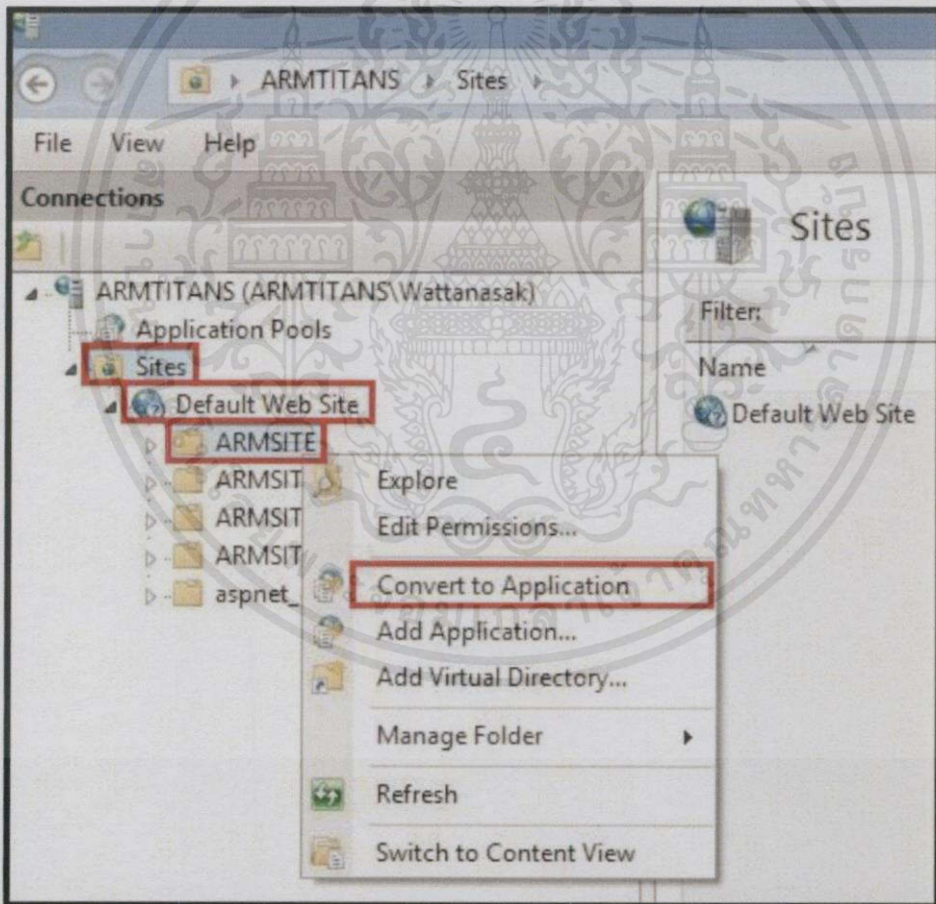 ARMTITANS Sites
File View Help
Connections
Sites
ARMTITANS (ARMTITANS\Wattanasak)
Application Pools
Filter:
Sites
Name
Default Web Site
Default Web Site
ARMSITE
ARMSIT
Explore
ARMSIT
Edit Permissions...
ARMSIT
Convert to Application
aspnet_
Add Application...
Add Virtual Directory...
Manage Folder
Refresh
Switch to Content View